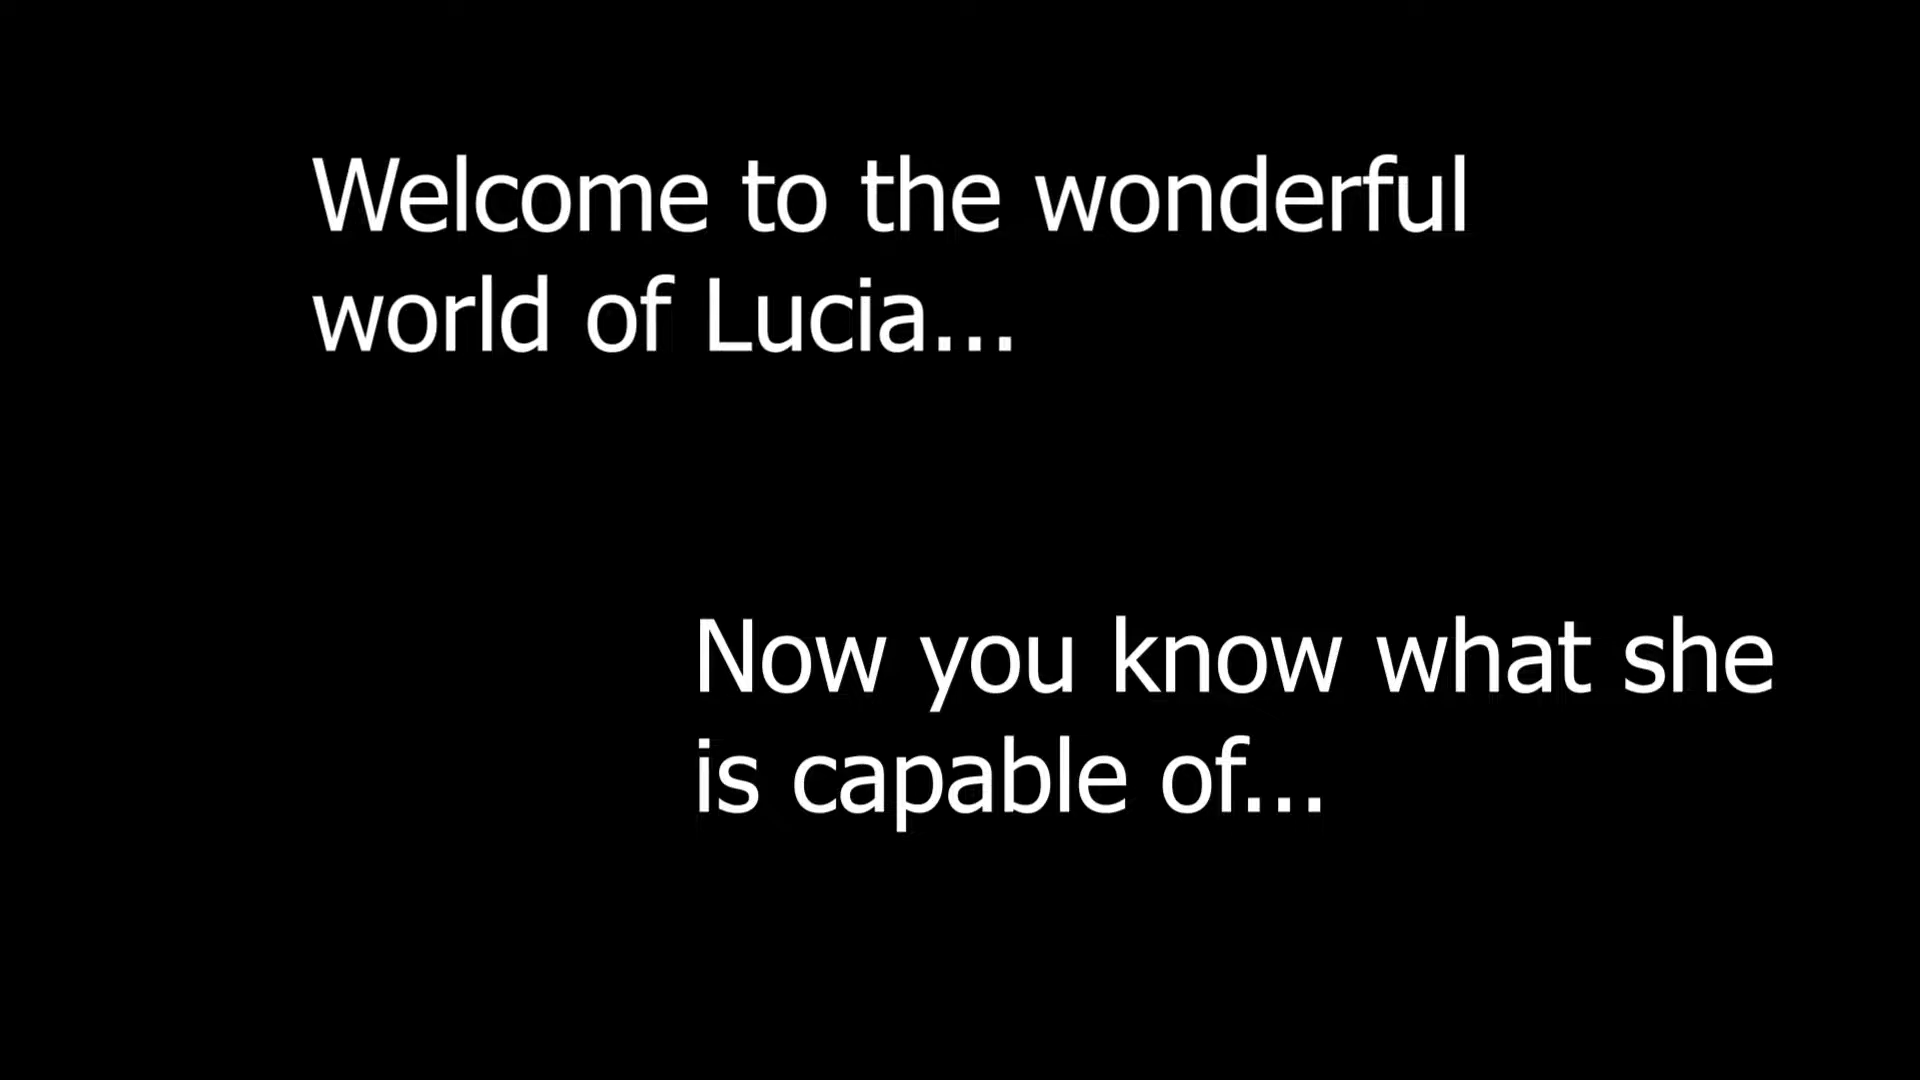 Welcome to the wonderful
world of Lucia...
Now you know what she
is capable of...